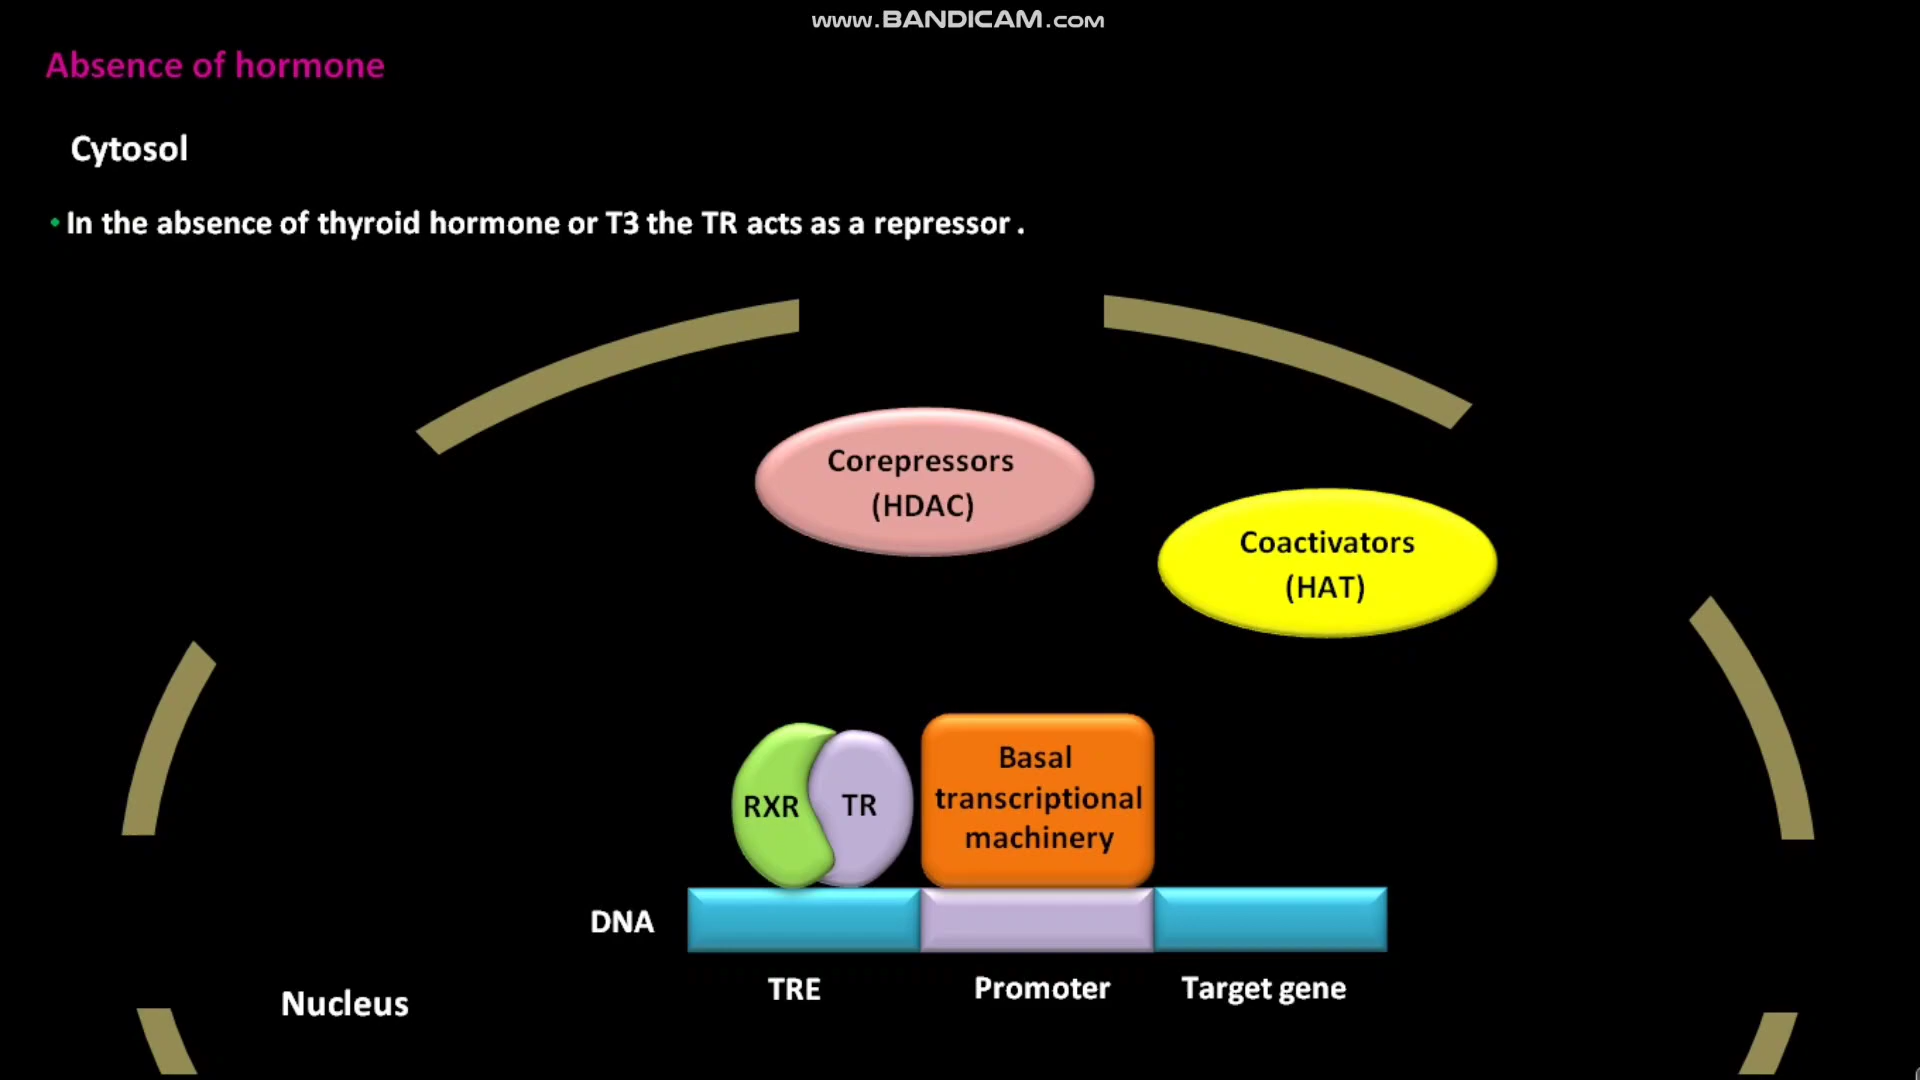 www.BANDICAM.com
Absence of hormone
Cytosol
• In the absence of thyroid hormone or T3 the TR acts as a repressor .
Corepressors
(HDAC)
Coactivators
(HAT)
RXR
TR
Basal
transcriptional
machinery
DNA
TRE
Promoter
Target gene
Nucleus